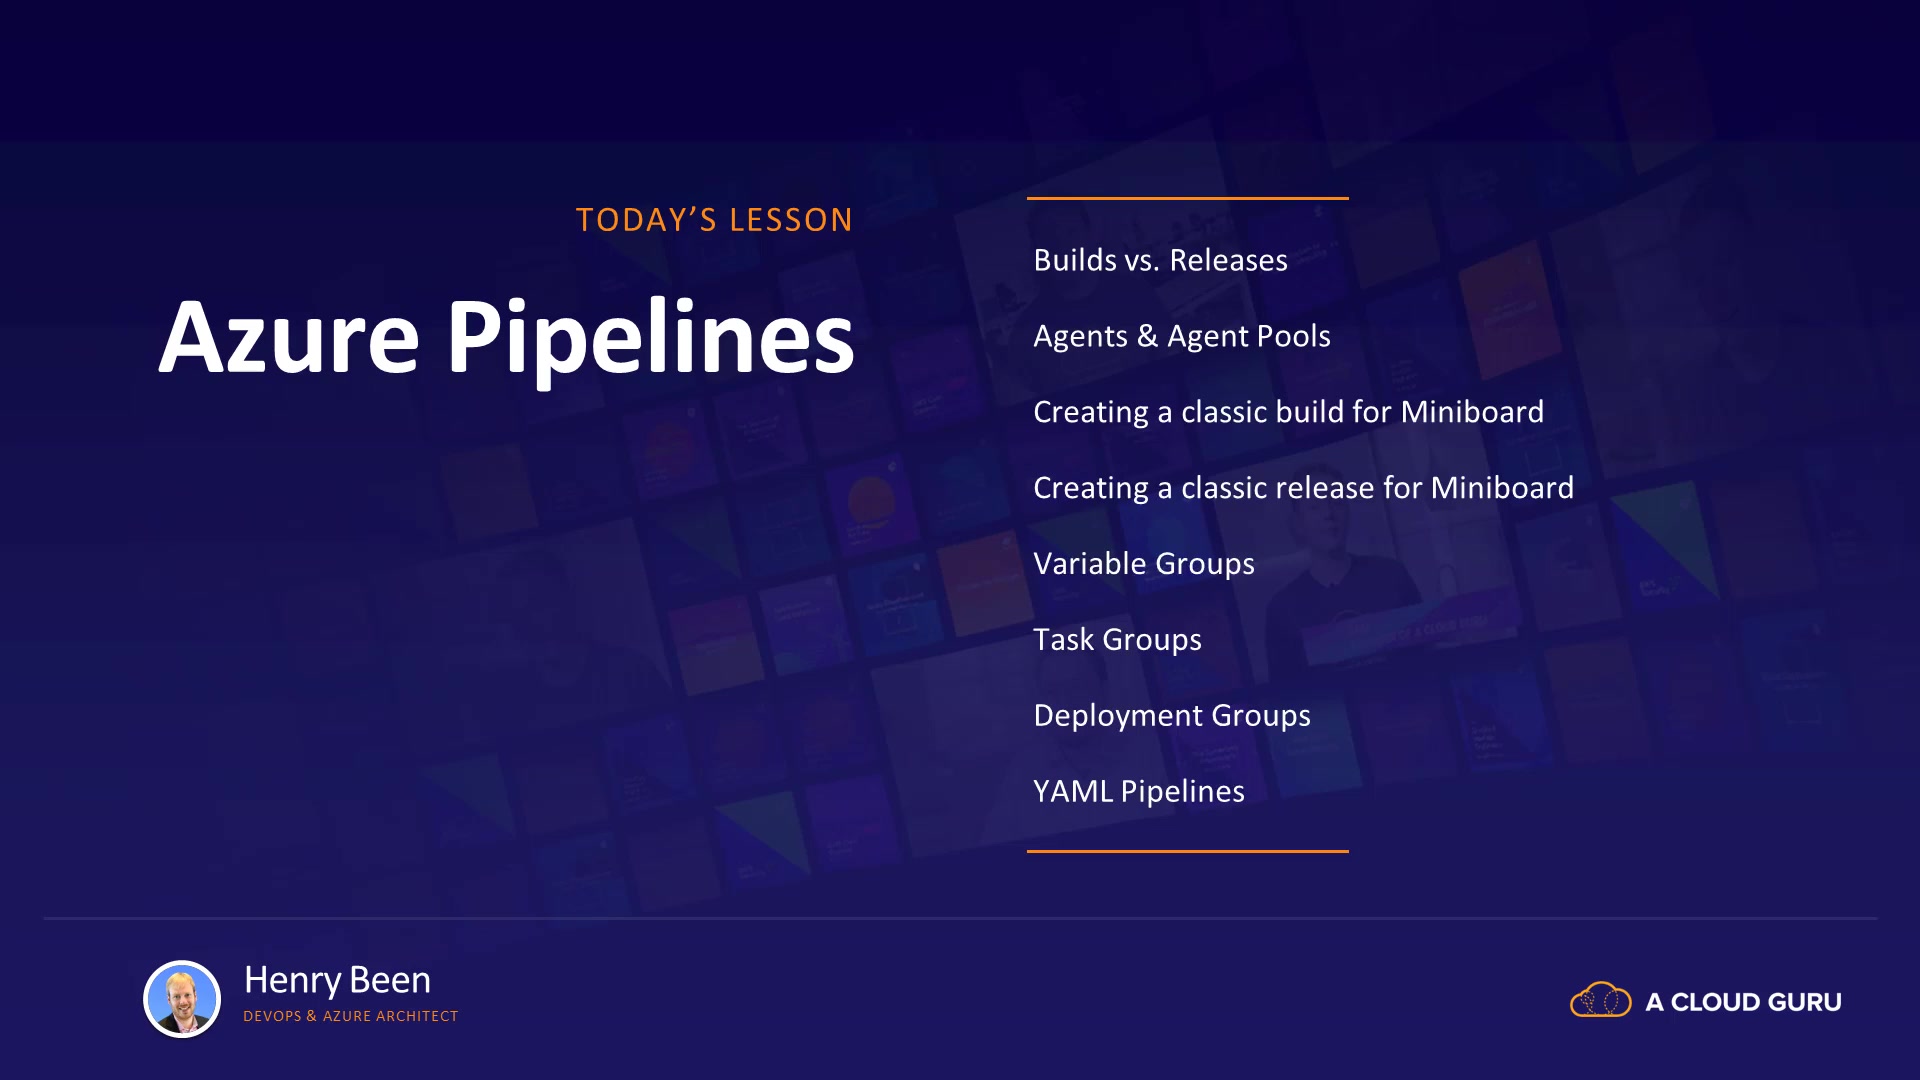 TODAY’S LESSON
Azure Pipelines
Builds vs. Releases
Agents & Agent Pools
Creating a classic build for Miniboard
Creating a classic release for Miniboard
Variable Groups
Task Groups
Deployment Groups
YAML Pipelines
Henry Been
DEVOPS & AZURE ARCHITECT
A CLOUD GURU